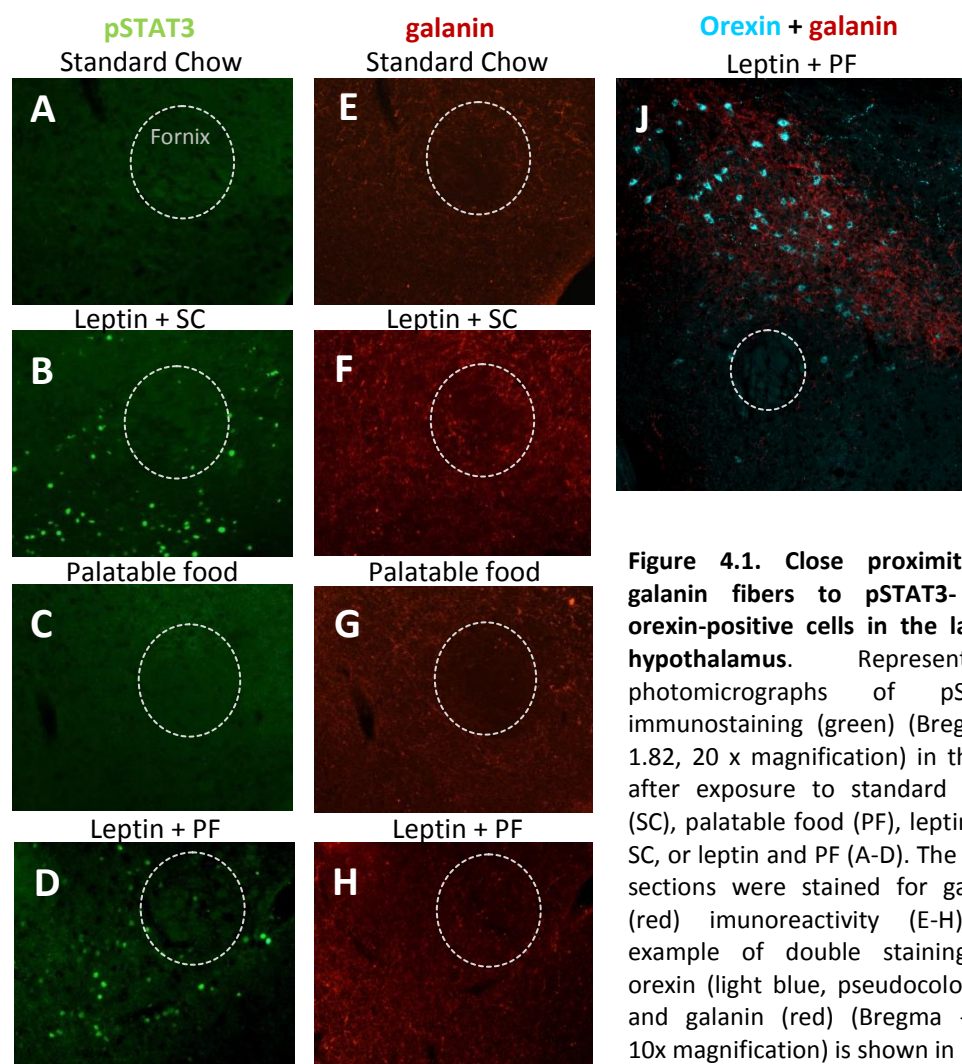 pSTAT3
Standard Chow
A
Fornix
Leptin + SC
B
Palatable food
C
Leptin + PF
D
galanin
Standard Chow
E
Leptin + SC
F
Palatable food
G
Leptin + PF
H
Orexin + galanin
Leptin + PF
J
Figure 4.1. Close proximit
galanin fibers to pSTAT3-
orexin-positive cells in the la
hypothalamus. Represent
photomicrographs of pS
immunostaining (green) (Breg
1.82, 20 x magnification) in th
after exposure to standard
(SC), palatable food (PF), leptin
SC, or leptin and PF (A-D). The
sections were stained for ga
(red) imunoreactivity (E-H)
example of double staining
orexin (light blue, pseudocolo
and galanin (red) (Bregma -
10x magnification) is shown in